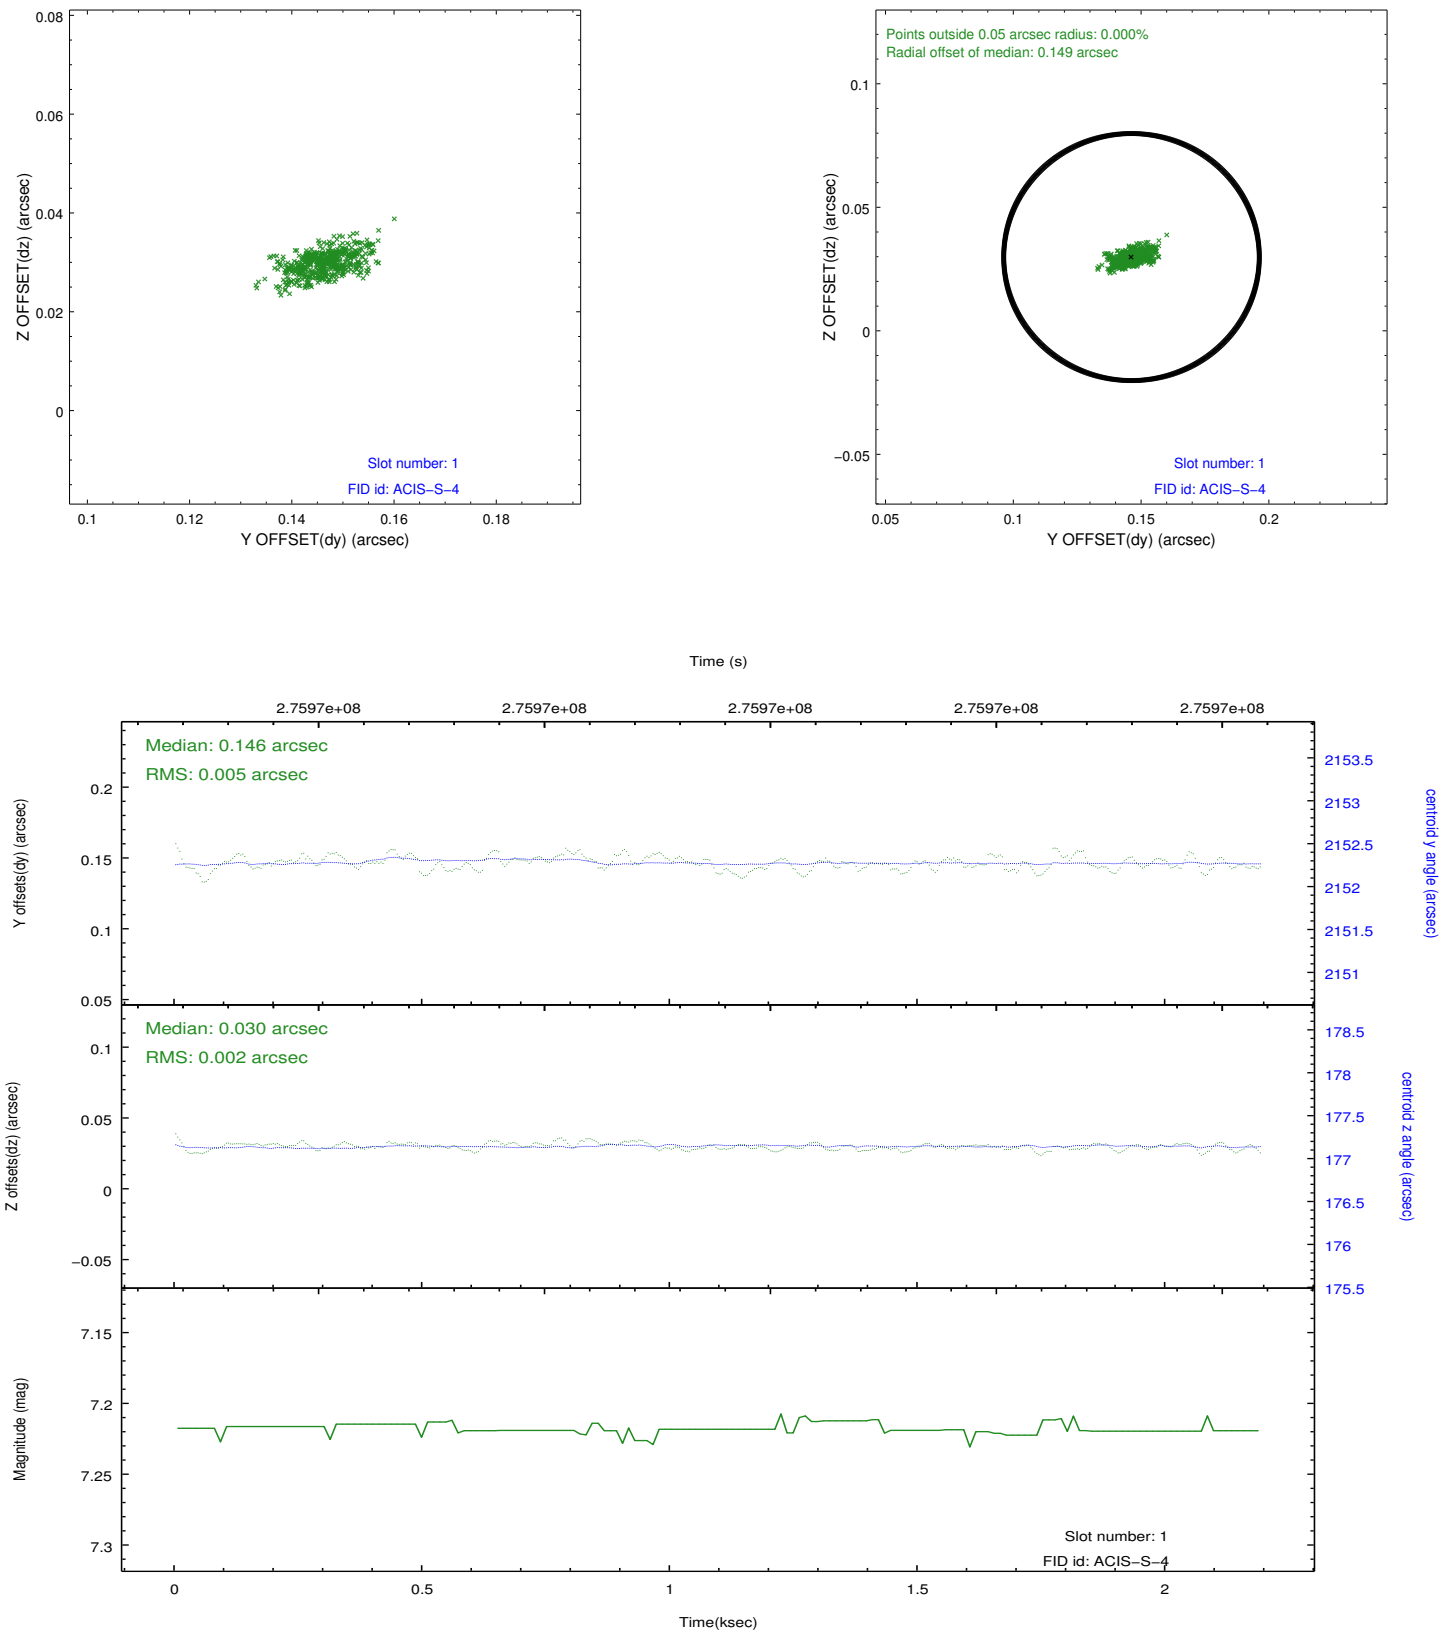 0.08
0.06
0.04
0.02
0
Z OFFSET(dz) (arcsec)
Slot number: 1
FID id: ACIS−S−4
0.1
0.12
0.14
0.16
0.18
Y OFFSET(dy) (arcsec)
Points outside 0.05 arcsec radius: 0.000%
Radial offset of median: 0.149 arcsec
0.1
0.05
0
−0.05
Z OFFSET(dz) (arcsec)
Slot number: 1
FID id: ACIS−S−4
0.05
0.1
0.15
0.2
Y OFFSET(dy) (arcsec)
Time (s)
2.7597e+08
2.7597e+08
2.7597e+08
2.7597e+08
2.7597e+08
Median: 0.146 arcsec
RMS: 0.005 arcsec
0.2
0.15
0.1
0.05
Y offsets(dy) (arcsec)
2153.5
2153
2152.5
2152
2151.5
2151
centroid y angle (arcsec)
Median: 0.030 arcsec
RMS: 0.002 arcsec
0.1
0.05
0
−0.05
Z offsets(dz) (arcsec)
178.5
178
177.5
177
176.5
176
175.5
centroid z angle (arcsec)
7.15
7.2
7.25
7.3
Magnitude (mag)
Slot number: 1
FID id: ACIS−S−4
0
0.5
1
1.5
2
Time(ksec)